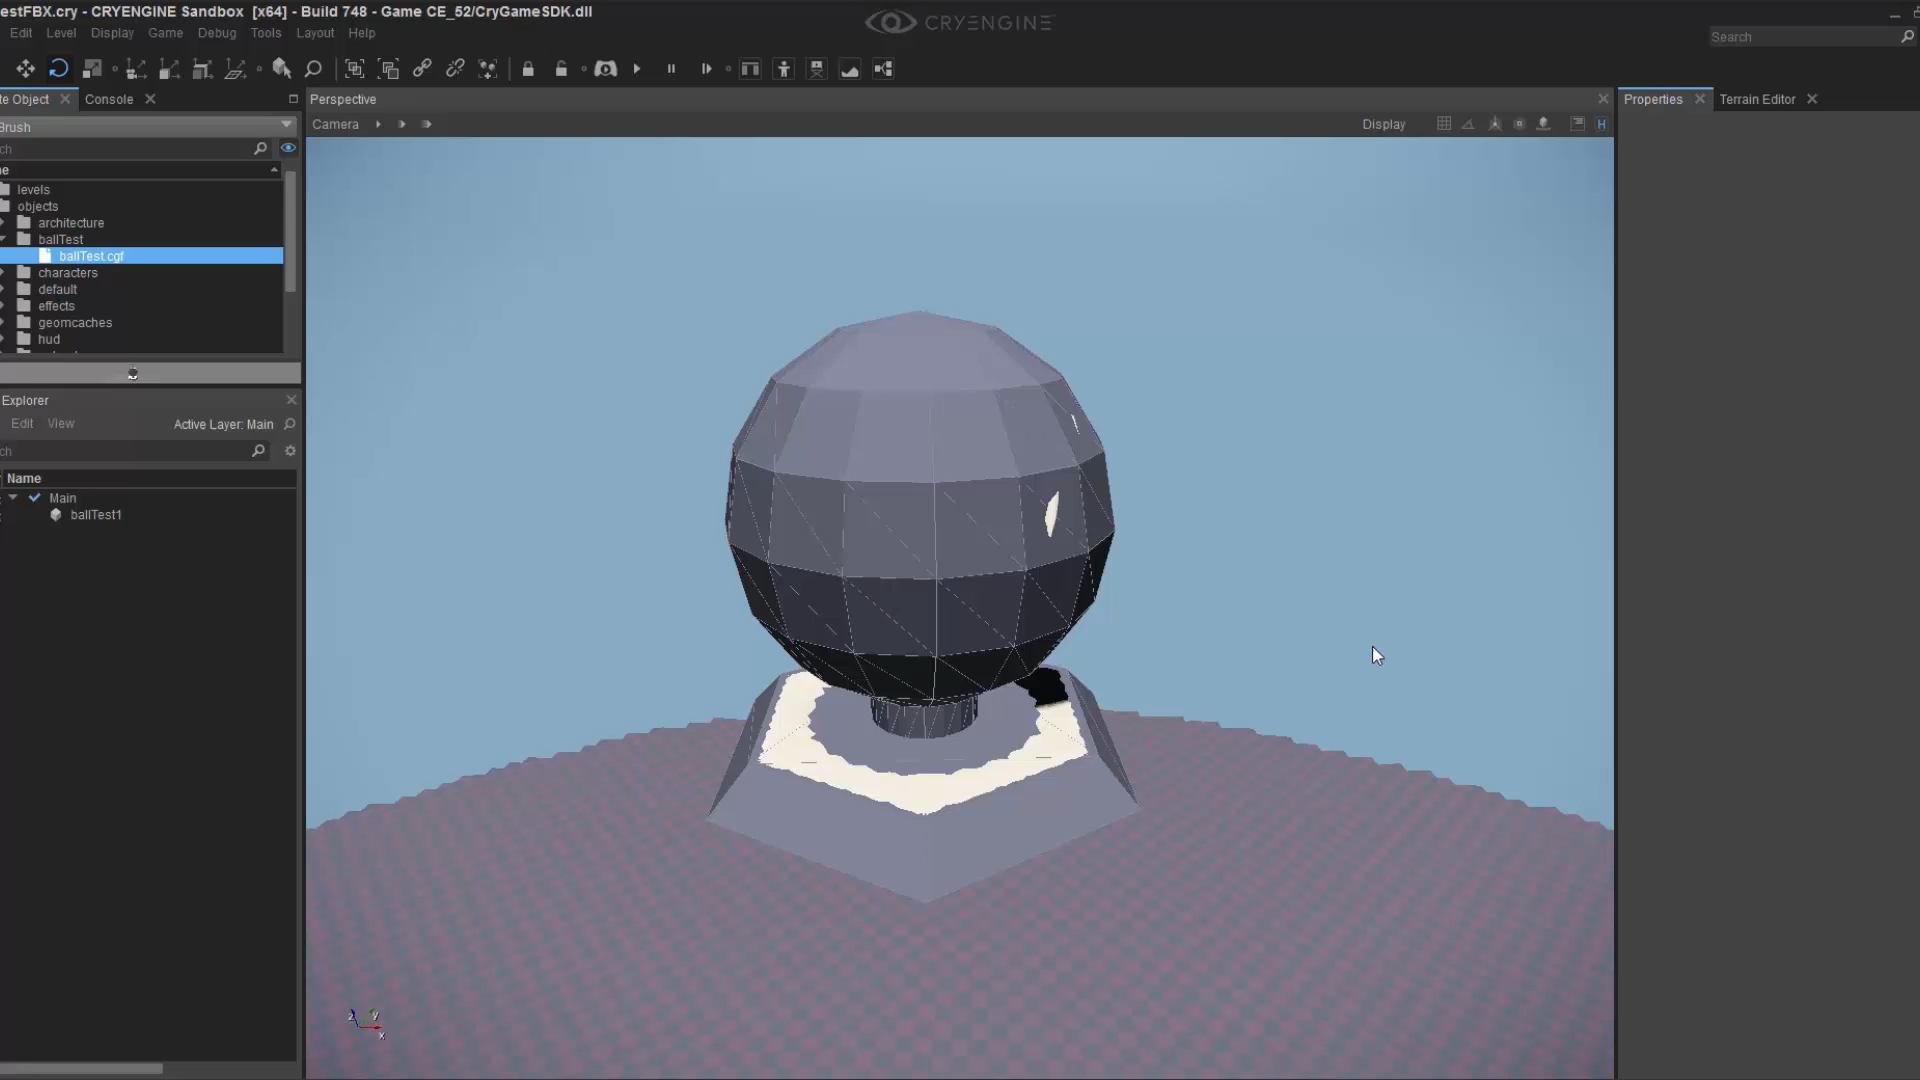 estFBX.cry - CRYENGINE Sandbox [x64] - Build 748 - Game CE_52/CryGameSDK.dll
CRYENGINE
Edit Level Display Game Debug Tools Layout Help
Search
te Object Console
Perspective
Properties Terrain Editor
Brush
Camera
Display
H
ch
e
levels
objects
architecture
ballTest
ballTest.cgf
characters
default
effects
geomcaches
hud
Explorer
Edit View Active Layer: Main
ch
Name
Main
ballTest1
z y
x